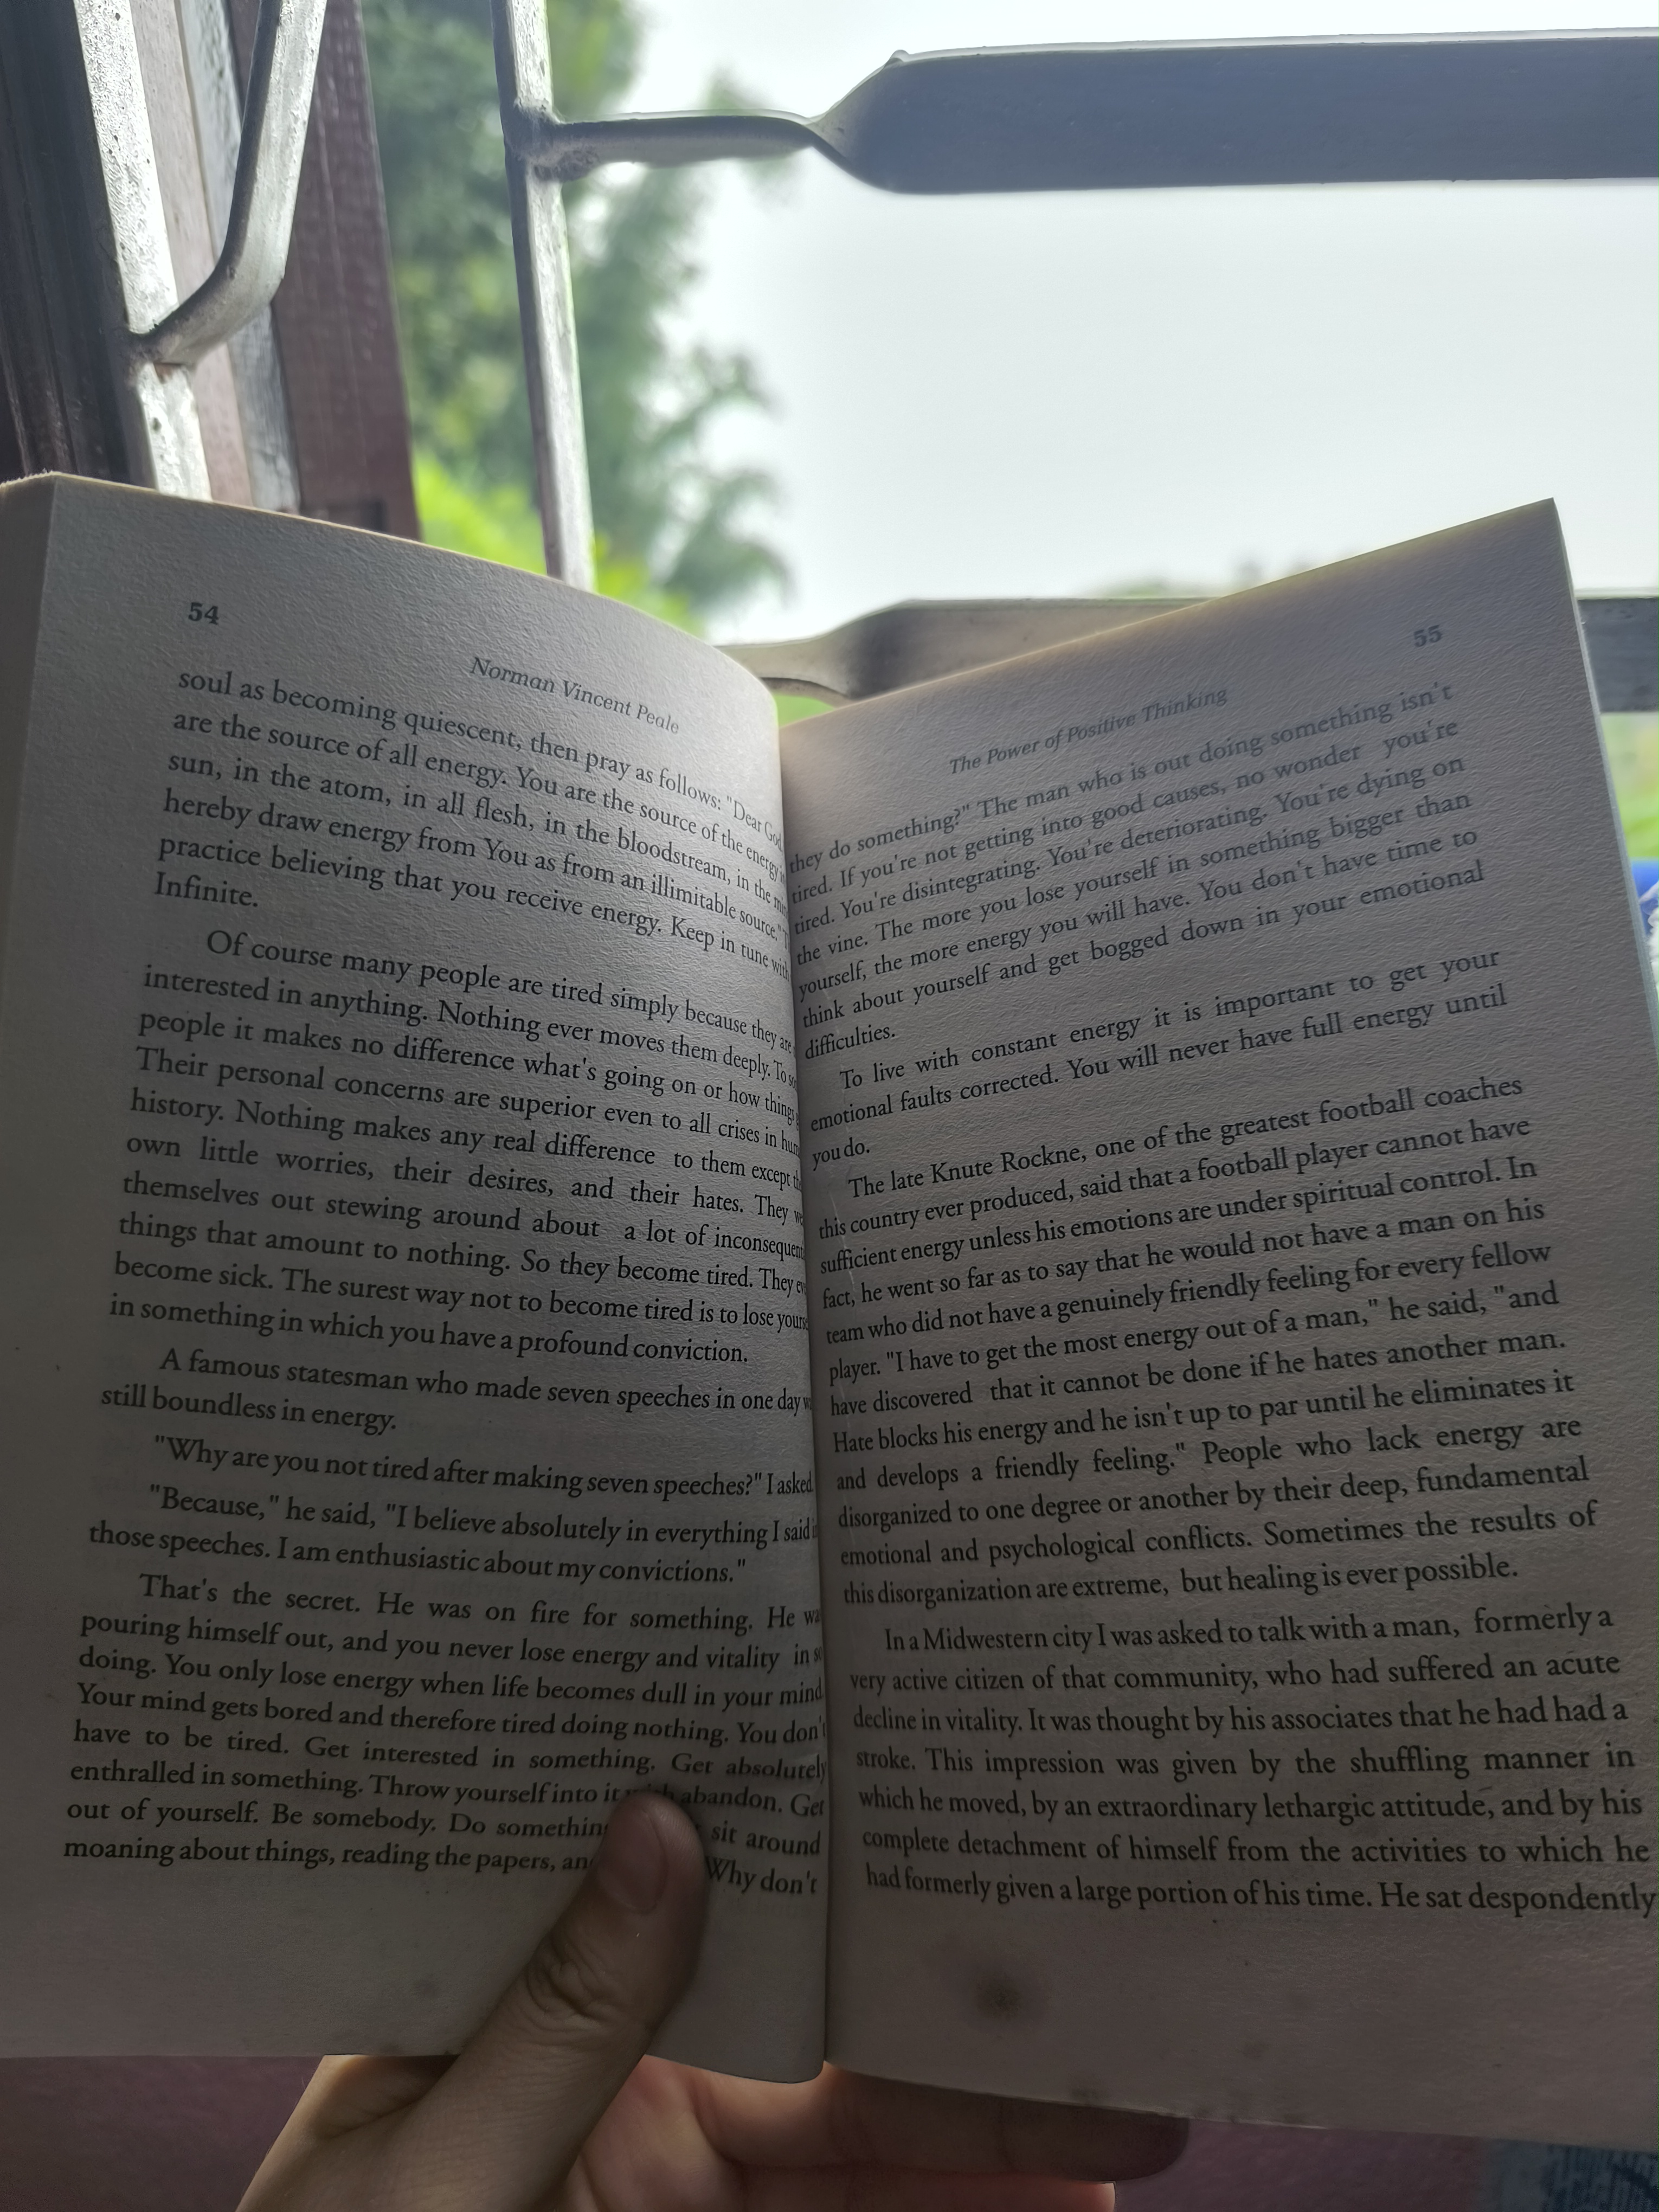 54
Norman Vincent Peale
soul as becoming quiescent, then pray as follows: "Dear God,
are the source of all energy. You are the source of the energy in
sun, in the atom, in all flesh, in the bloodstream, in the
hereby draw energy from You as from an illimitable source."
practice believing that you receive energy. Keep in tune with
Infinite.
Of course many people are tired simply because they are
interested in anything. Nothing ever moves them deeply. To
people it makes no difference what's going on or how things
Their personal concerns are superior even to all crises in
history. Nothing makes any real difference to them except
own little worries, their desires, and their hates. They
themselves out stewing around about a lot of
things that amount to nothing. So they become tired. They
become sick. The surest way not to become tired is to lose
in something in which you have a profound conviction.
A famous statesman who made seven speeches in one day
still boundless in energy.
"Why are you not tired after making seven speeches?" I asked
"Because," he said, "I believe absolutely in everything I said
those speeches. I am enthusiastic about my convictions."
That's the secret. He was on fire for something. He
pouring himself out, and you never lose energy and vitality in
doing. You only lose energy when life becomes dull in your mind.
Your mind gets bored and therefore tired doing nothing. You don't
have to be tired. Get interested in something. Get absolutely
enthralled in something. Throw yourself into it abandon. Get
out of yourself. Be somebody. Do sit around
moaning about things, reading the papers, Why don't
55
The Power of Positive Thinking
they do something?" The man who is out doing something isn't
tired. If you're not getting into good causes, no wonder you're
tired. You're disintegrating. You're deteriorating. You're dying on
the vine. The more you lose yourself in something bigger than
yourself, the more energy you will have. You don't have time to
think about yourself and get bogged down in your emotional
difficulties.
To live with constant energy it is important to get your
emotional faults corrected. You will never have full energy until
you do.
The late Knute Rockne, one of the greatest football coaches
this country ever produced, said that a football player cannot have
sufficient energy unless his emotions are under spiritual control. In
fact, he went so far as to say that he would not have a man on his
team who did not have a genuinely friendly feeling for every fellow
player. "I have to get the most energy out of a man," he said, "and
have discovered that it cannot be done if he hates another man.
Hate blocks his energy and he isn't up to par until he eliminates it
and develops a friendly feeling." People who lack energy are
disorganized to one degree or another by their deep, fundamental
emotional and psychological conflicts. Sometimes the results of
this disorganization are extreme, but healing is ever possible.
In a Midwestern city I was asked to talk with a man, formerly a
very active citizen of that community, who had suffered an acute
decline in vitality. It was thought by his associates that he had had a
stroke. This impression was given by the shuffling manner in
which he moved, by an extraordinary lethargic attitude, and by his
complete detachment of himself from the activities to which he
had formerly given a large portion of his time. He sat despondently